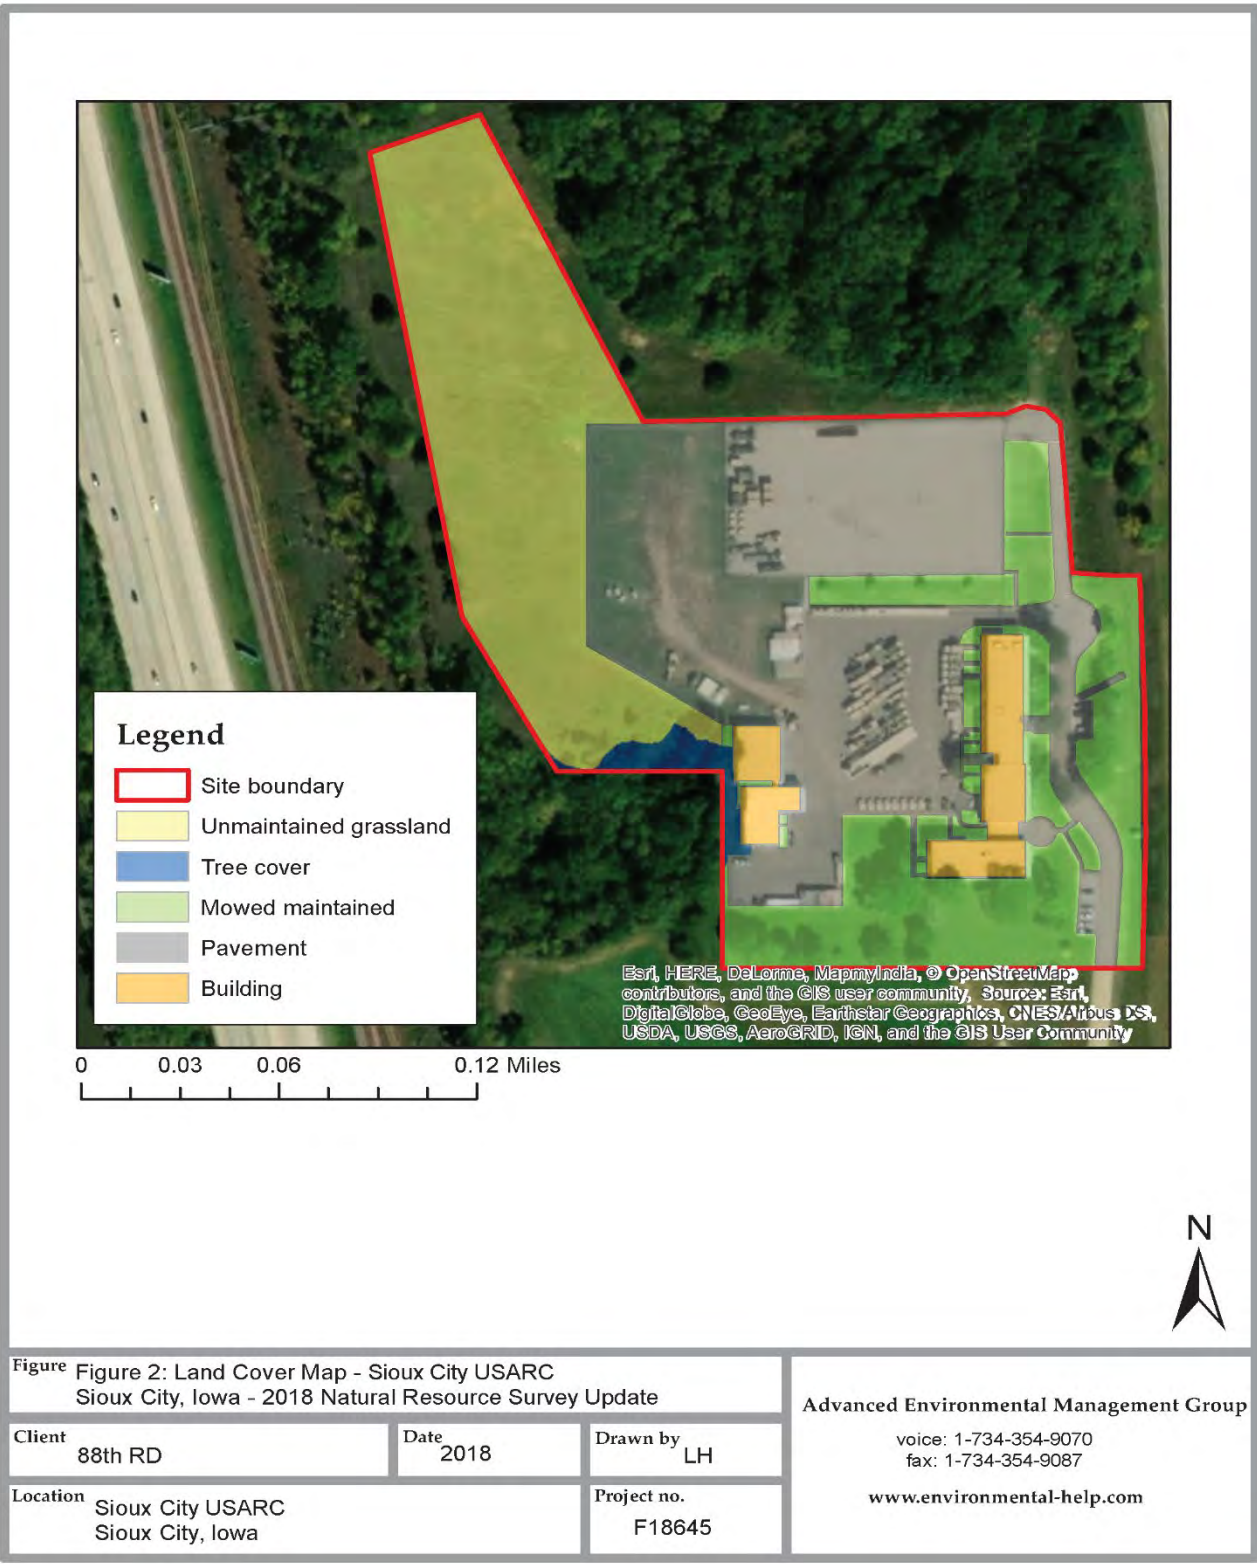 Legend
Site boundary
Unmaintained grassland
Tree cover
Mowed maintained
Pavement
Building
Esri, HERE, DeLorme, MapmyIndia, © OpenStreetMap
contributors, and the GIS user community, Source: Esri,
DigitalGlobe, GeoEye, Earthstar Geographics, CNES/Airbus DS,
USDA, USGS, AeroGRID, IGN, and the GIS User Community
0 0.03 0.06 0.12 Miles
N
Figure Figure 2: Land Cover Map - Sioux City USARC
Sioux City, Iowa - 2018 Natural Resource Survey Update
Client
88th RD
Date
2018
Drawn by
LH
Location
Sioux City USARC
Sioux City, Iowa
Project no.
F18645
Advanced Environmental Management Group
voice: 1-734-354-9070
fax: 1-734-354-9087
www.environmental-help.com